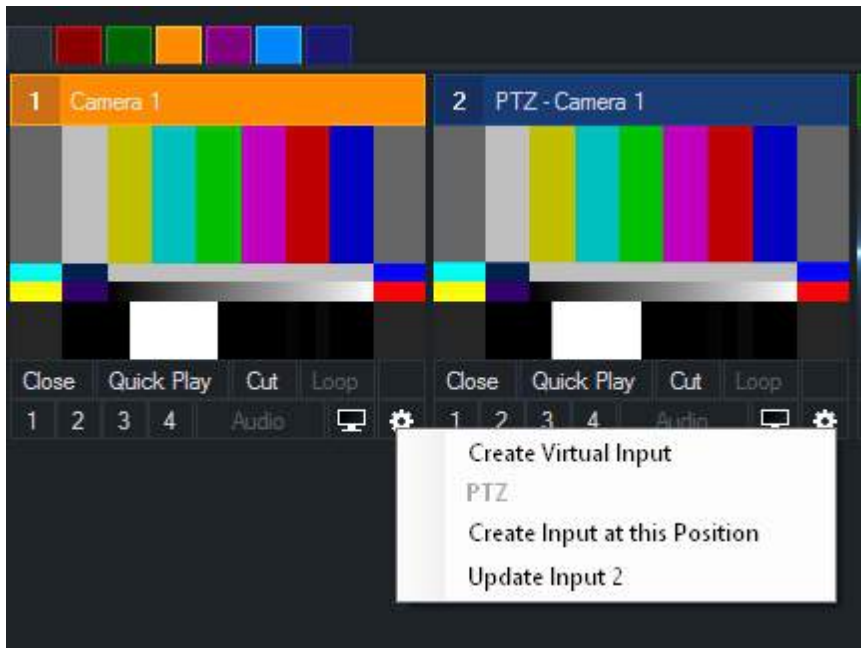 1 Camera 1
2 PTZ - Camera 1
Close Quick Play Cut Loop
Close Quick Play Cut Loop
1 2 3 4 Audio
1 2 3 4 Audio
Create Virtual Input
PTZ
Create Input at this Position
Update Input 2